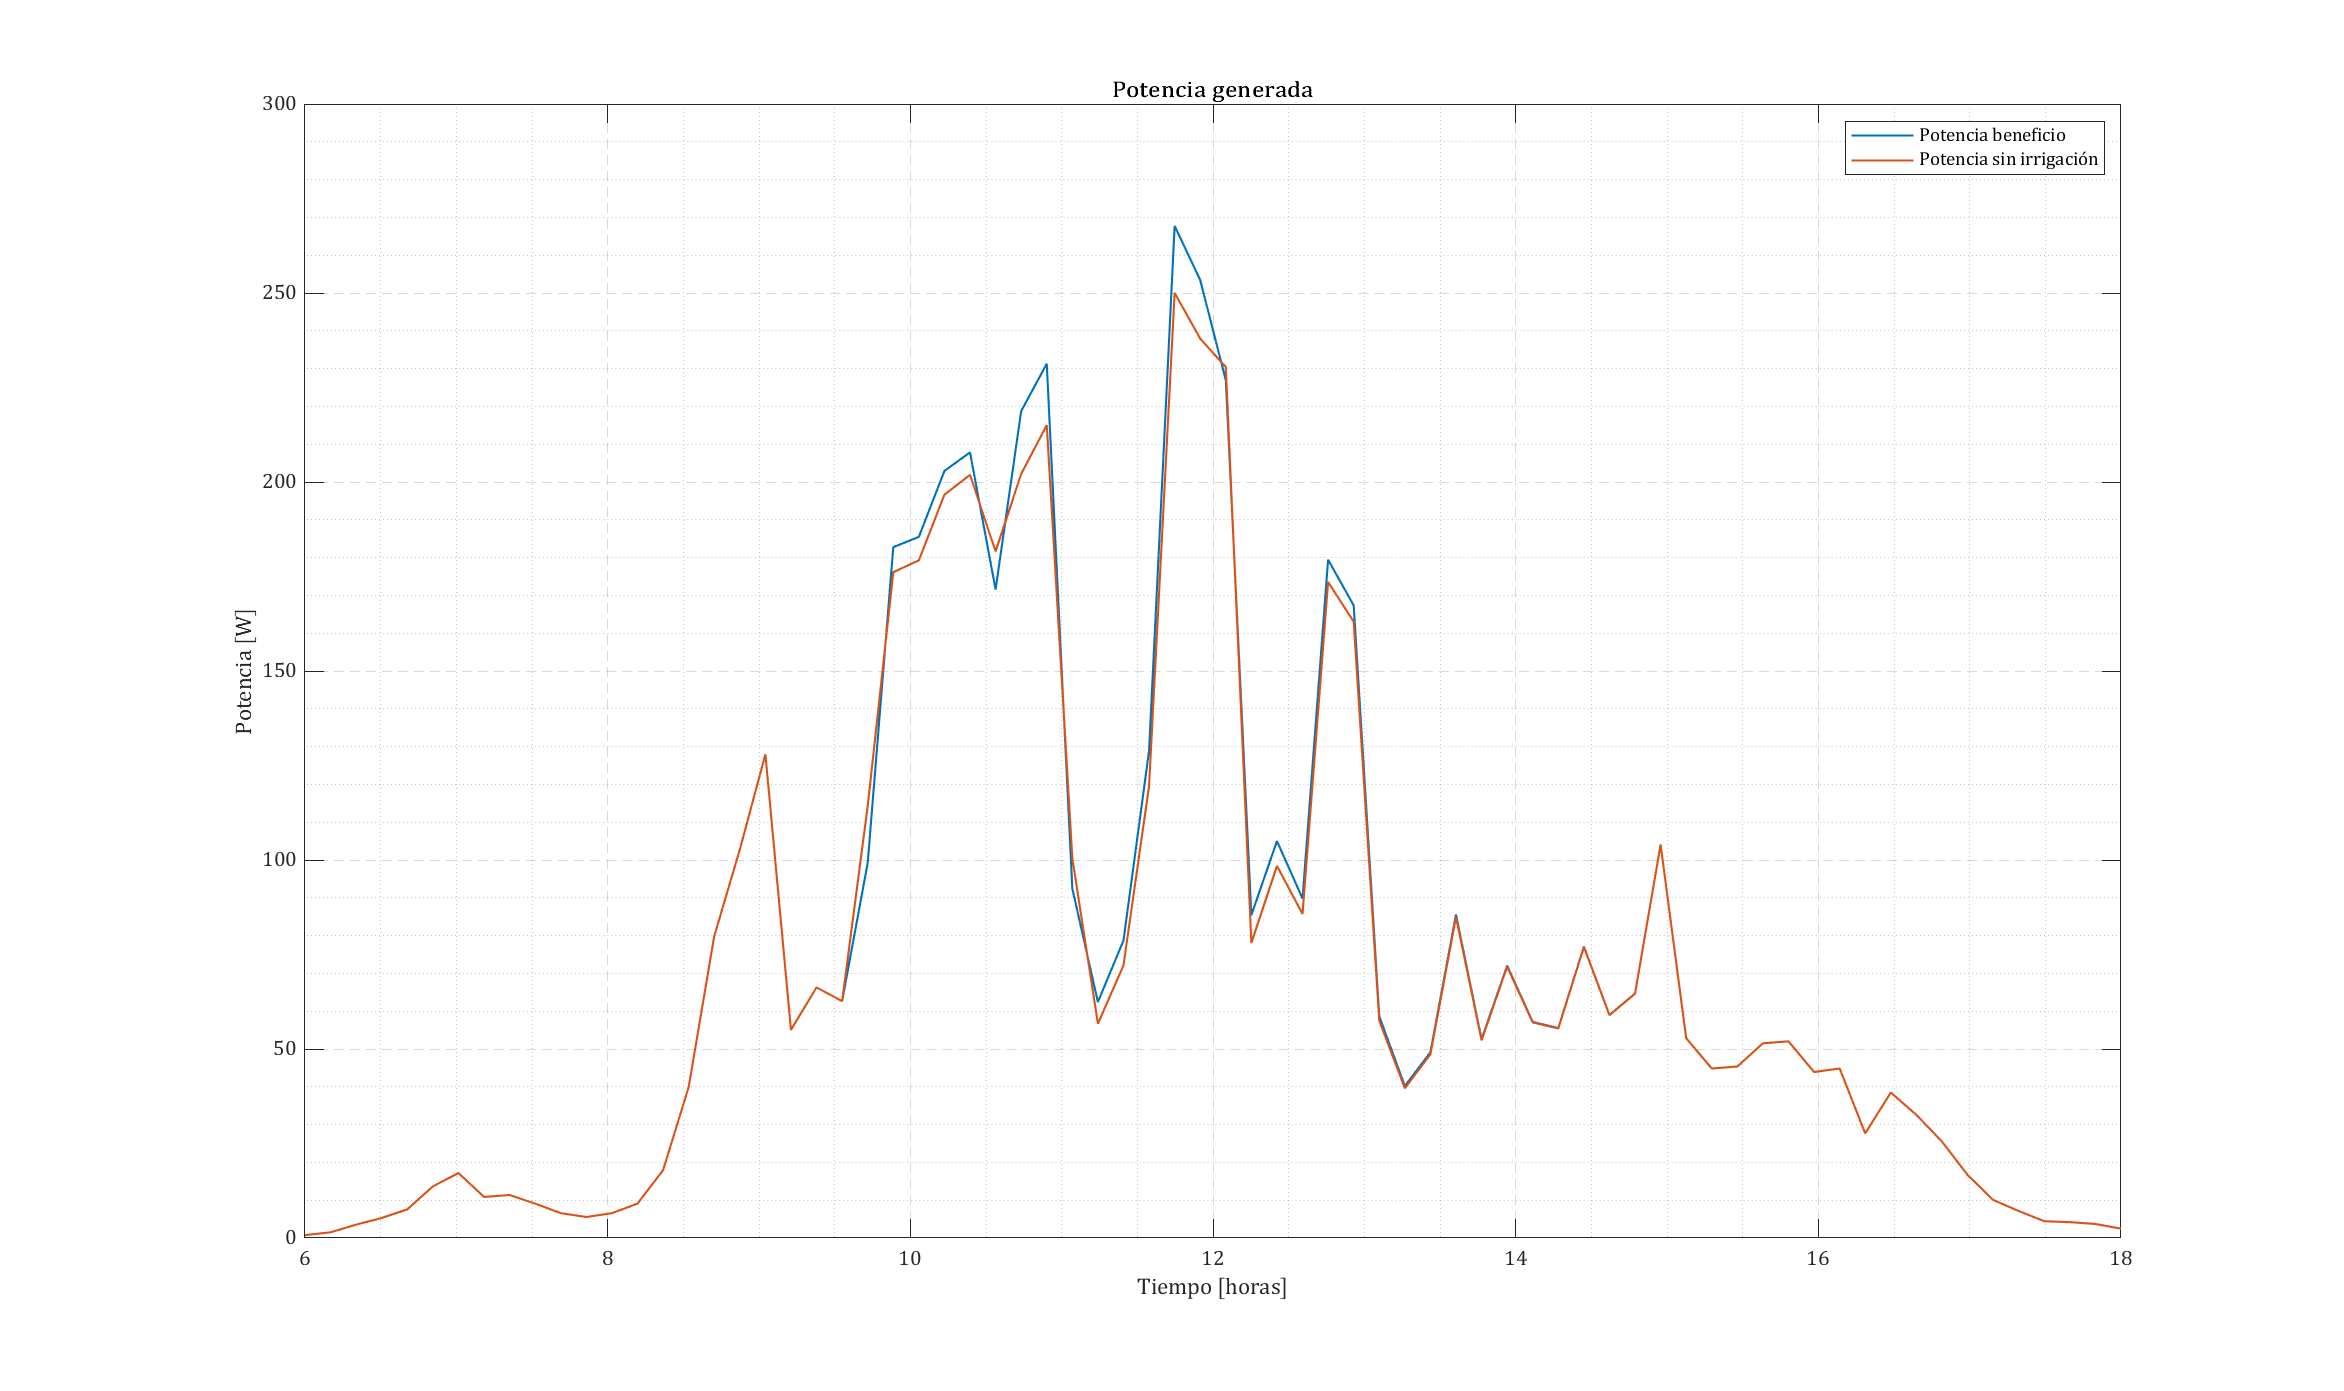 Potencia generada
300
250
200
150
100
50
0
Potencia [W]
Potencia beneficio
Potencia sin irrigación
6 8 10 12 14 16 18
Tiempo [horas]